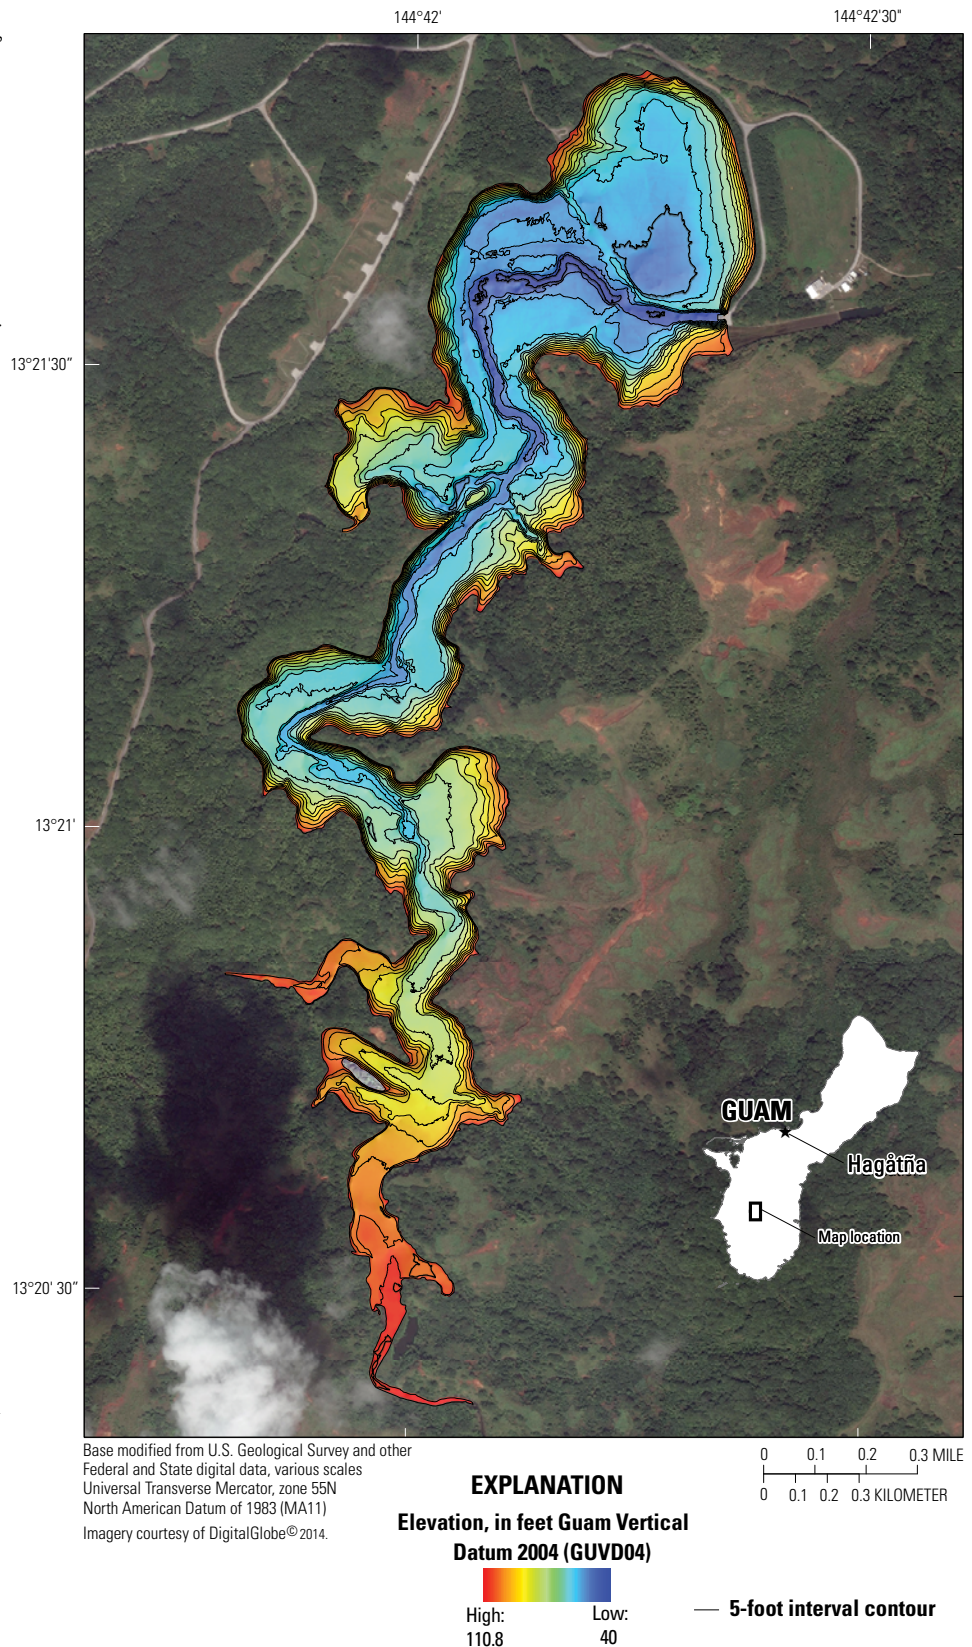 144°42'
144°42'30"
13°21'30"
13°21'
13°20'30"
GUAM
Hagåtña
Map location
Base modified from U.S. Geological Survey and other
Federal and State digital data, various scales
Universal Transverse Mercator, zone 55N
North American Datum of 1983 (MA11)
Imagery courtesy of DigitalGlobe© 2014.
0 0.1 0.2 0.3 MILE
0 0.1 0.2 0.3 KILOMETER
EXPLANATION
Elevation, in feet Guam Vertical
Datum 2004 (GUVD04)
High:
110.8
Low:
40
5-foot interval contour